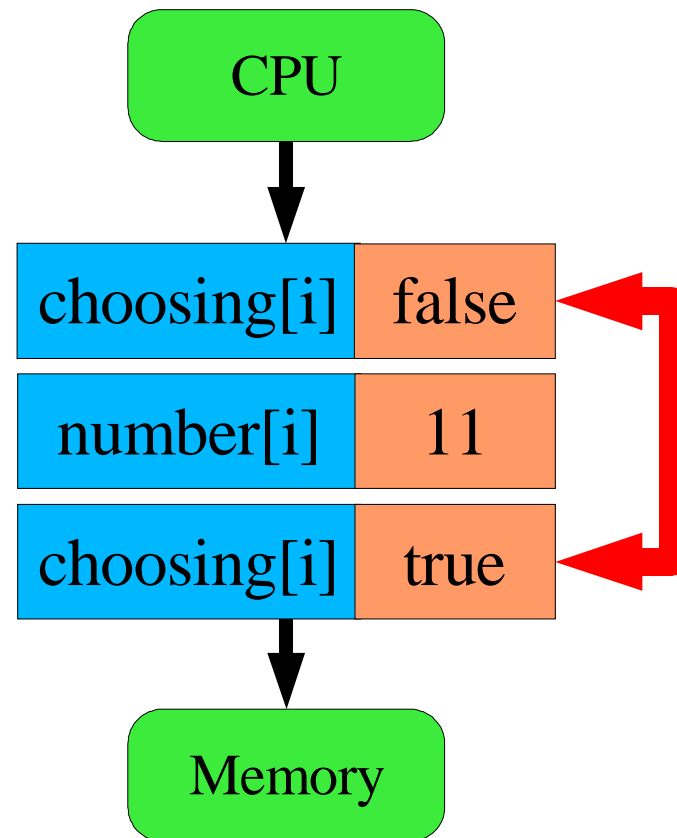 CPU
choosing[i] false
number[i] 11
choosing[i] true
Memory